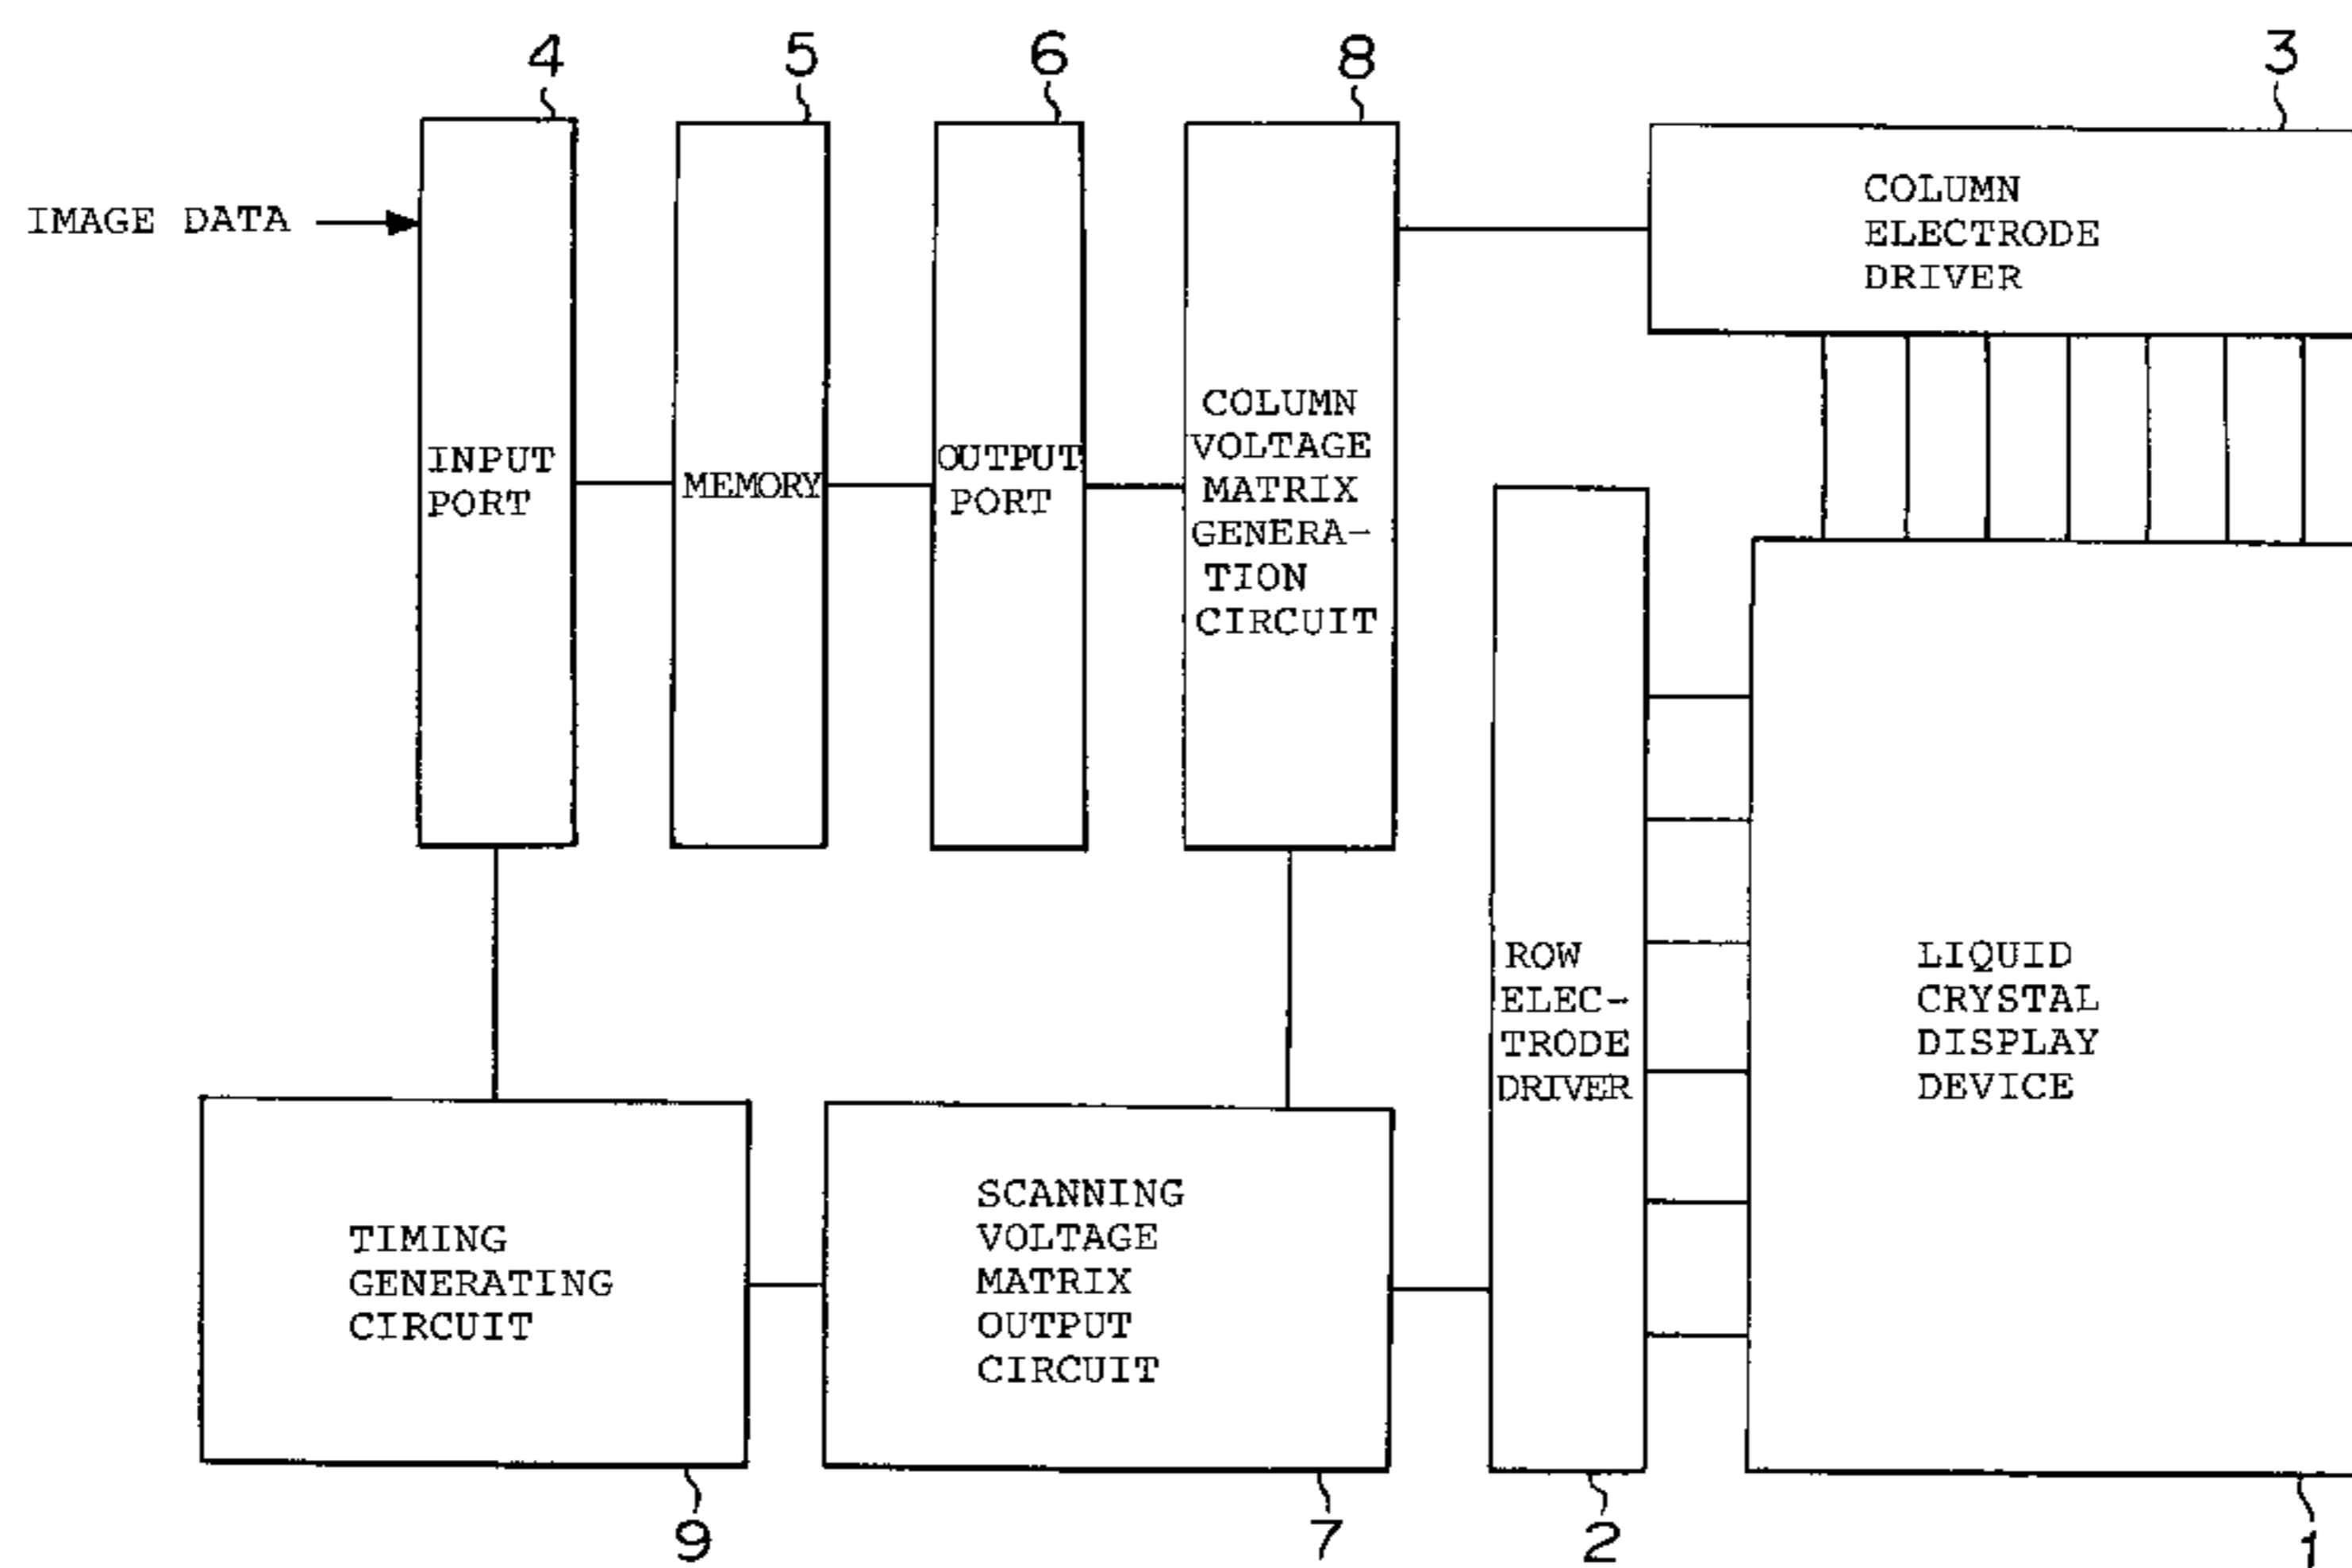 4
5
6
8
3
IMAGE DATA
INPUT
PORT
MEMORY
OUTPUT
PORT
COLUMN
VOLTAGE
MATRIX
GENERA-
TION
CIRCUIT
COLUMN
ELECTRODE
DRIVER
ROW
ELEC-
TRODE
DRIVER
LIQUID
CRYSTAL
DISPLAY
DEVICE
TIMING
GENERATING
CIRCUIT
SCANNING
VOLTAGE
MATRIX
OUTPUT
CIRCUIT
9
7
2
1